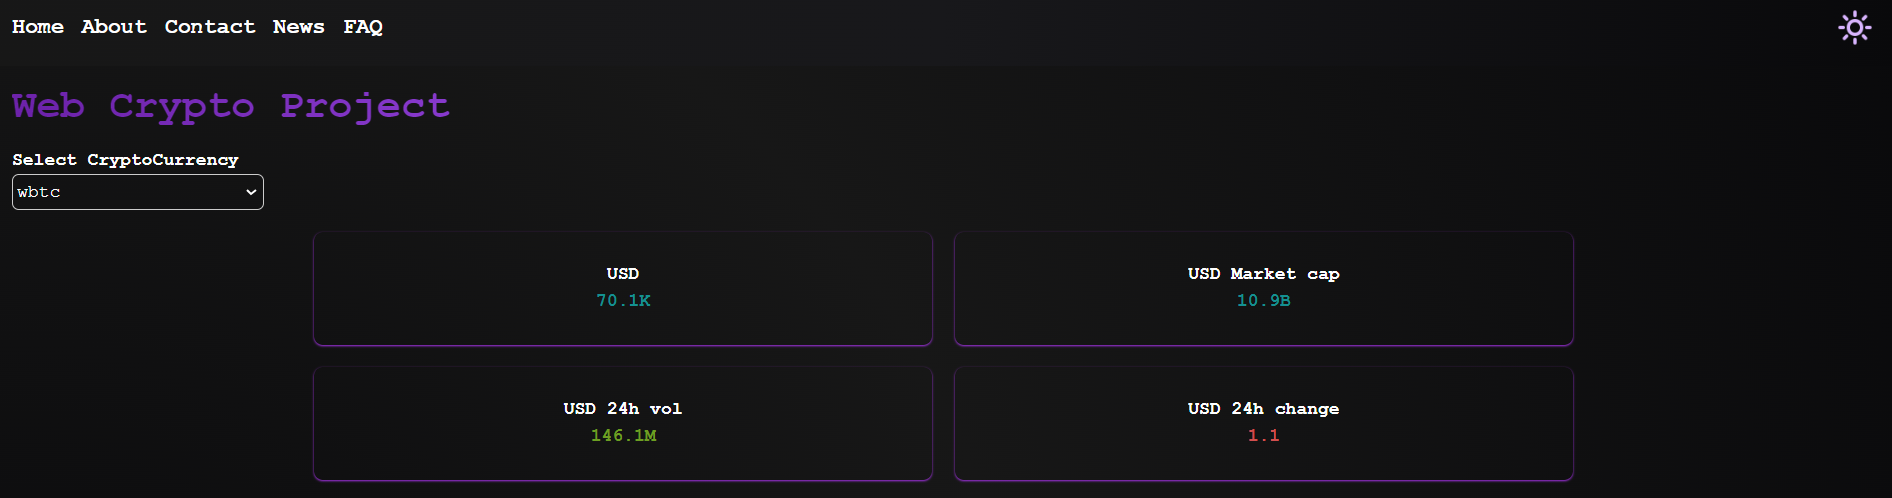 Home About Contact News FAQ
Web Crypto Project
Select CryptoCurrency
wbtc
USD
70.1K
USD Market cap
10.9B
USD 24h vol
146.1M
USD 24h change
1.1